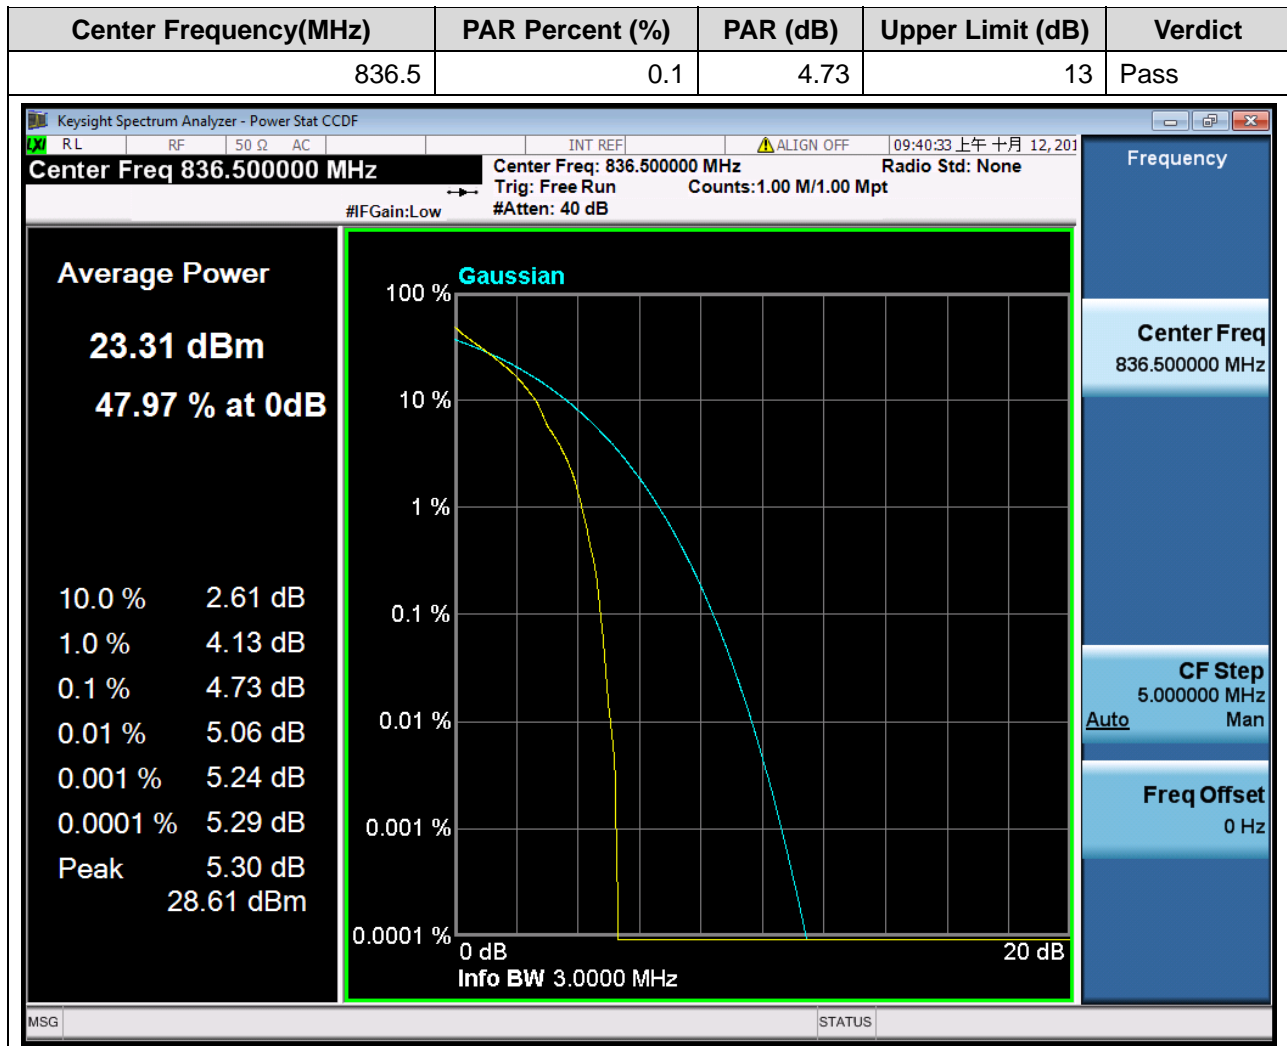 Center Frequency(MHz) PAR Percent (%) PAR (dB) Upper Limit (dB) Verdict
836.5 0.1 4.73 13 Pass
Keysight Spectrum Analyzer - Power Stat CCDF
LXI RL RF 50 Ω AC INT REF ALIGN OFF 09:40:33 上午 十月 12, 201
Center Freq 836.500000 MHz
Center Freq: 836.500000 MHz Radio Std: None
Trig: Free Run Counts:1.00 M/1.00 Mpt
#IFGain:Low #Atten: 40 dB
Frequency
Average Power
23.31 dBm
47.97 % at 0dB
10.0 % 2.61 dB
1.0 % 4.13 dB
0.1 % 4.73 dB
0.01 % 5.06 dB
0.001 % 5.24 dB
0.0001 % 5.29 dB
Peak 5.30 dB
28.61 dBm
Gaussian
100 %
10 %
1 %
0.1 %
0.01 %
0.001 %
0.0001 %
0 dB 20 dB
Info BW 3.0000 MHz
Center Freq
836.500000 MHz
CF Step
5.000000 MHz
Auto Man
Freq Offset
0 Hz
MSG STATUS